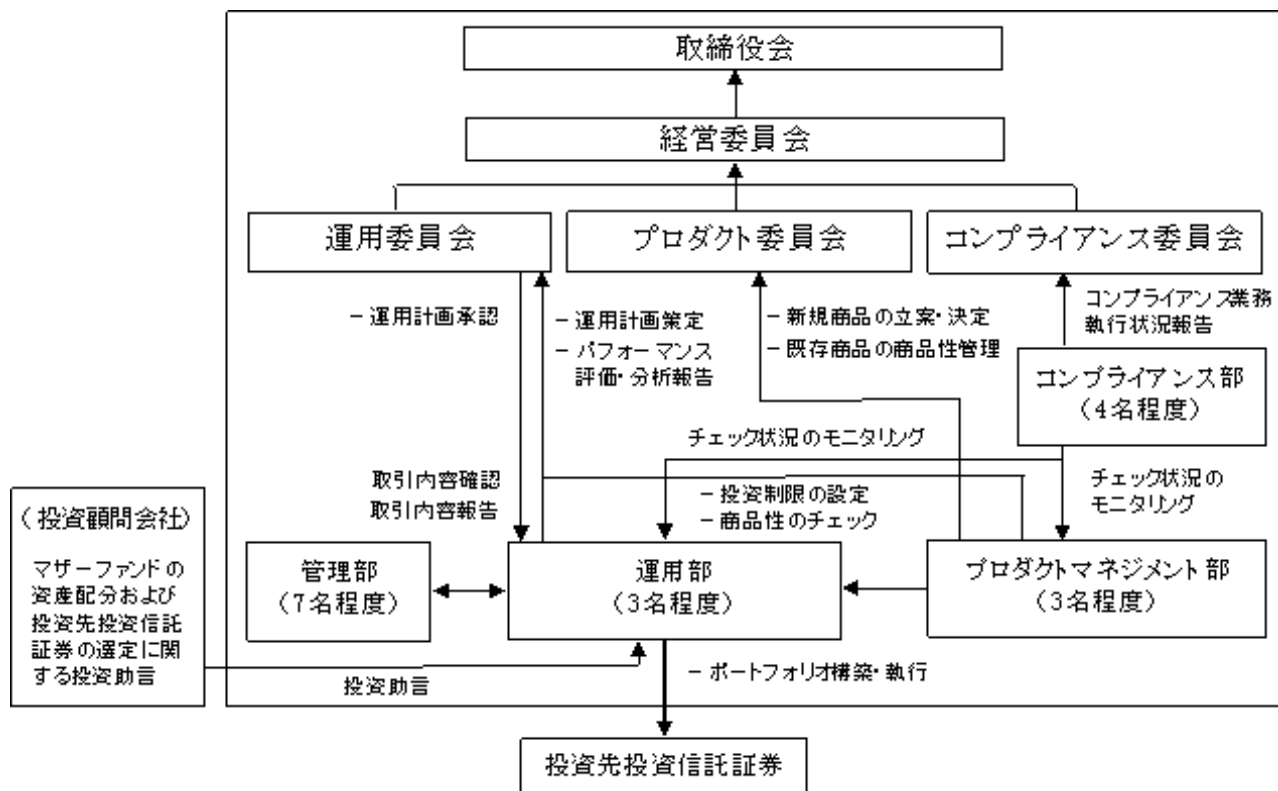 取締役会
経営委員会
運用委員会
プロダクト委員会
コンプライアンス委員会
－運用計画承認
－運用計画策定
－パフォーマンス
評価・分析報告
－新規商品の立案・決定
－既存商品の商品性管理
コンプライアンス業務
執行状況報告
コンプライアンス部
（4名程度）
チェック状況のモニタリング
チェック状況の
モニタリング
取引内容確認
取引内容報告
－投資制限の設定
－商品性のチェック
（投資顧問会社）
マザーファンドの
資産配分および
投資先投資信託
証券の選定に関
する投資助言
管理部
（7名程度）
運用部
（3名程度）
プロダクトマネジメント部
（3名程度）
投資助言
－ポートフォリオ構築・執行
投資先投資信託証券